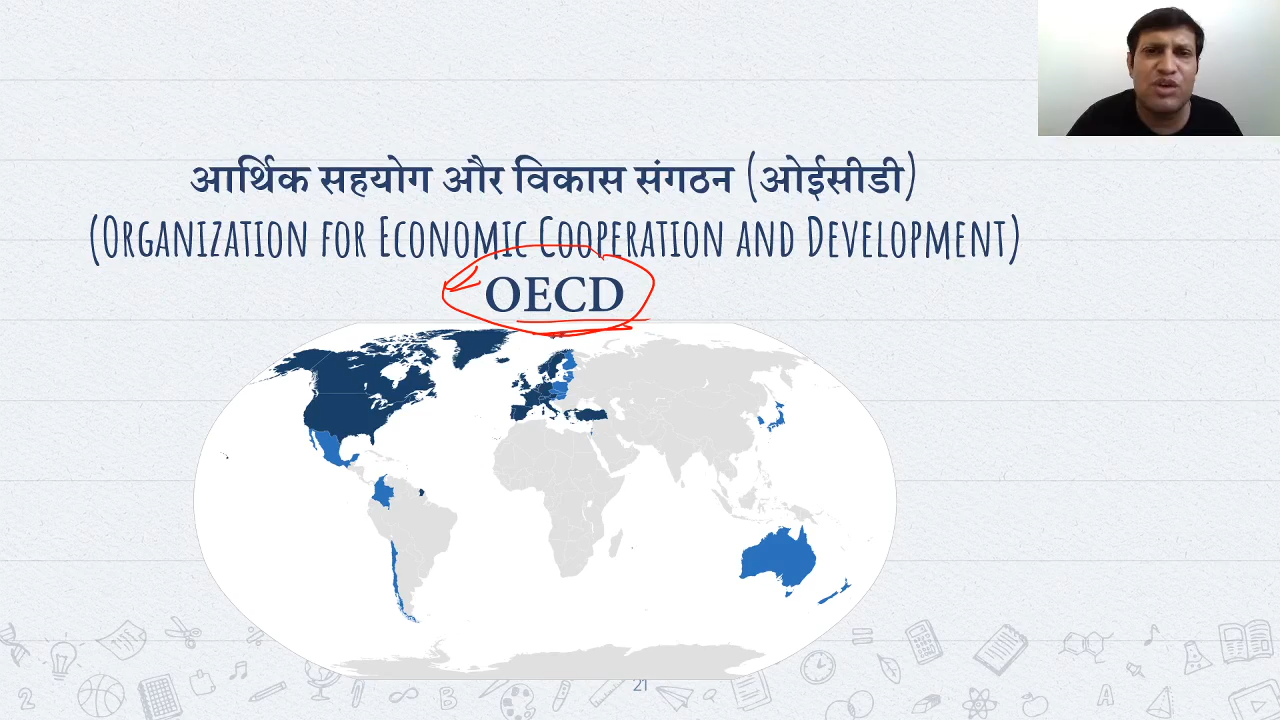 आर्थिक सहयोग और विकास संगठन (ओईसीडी)
(Organization for Economic Cooperation and Development)
OECD
21